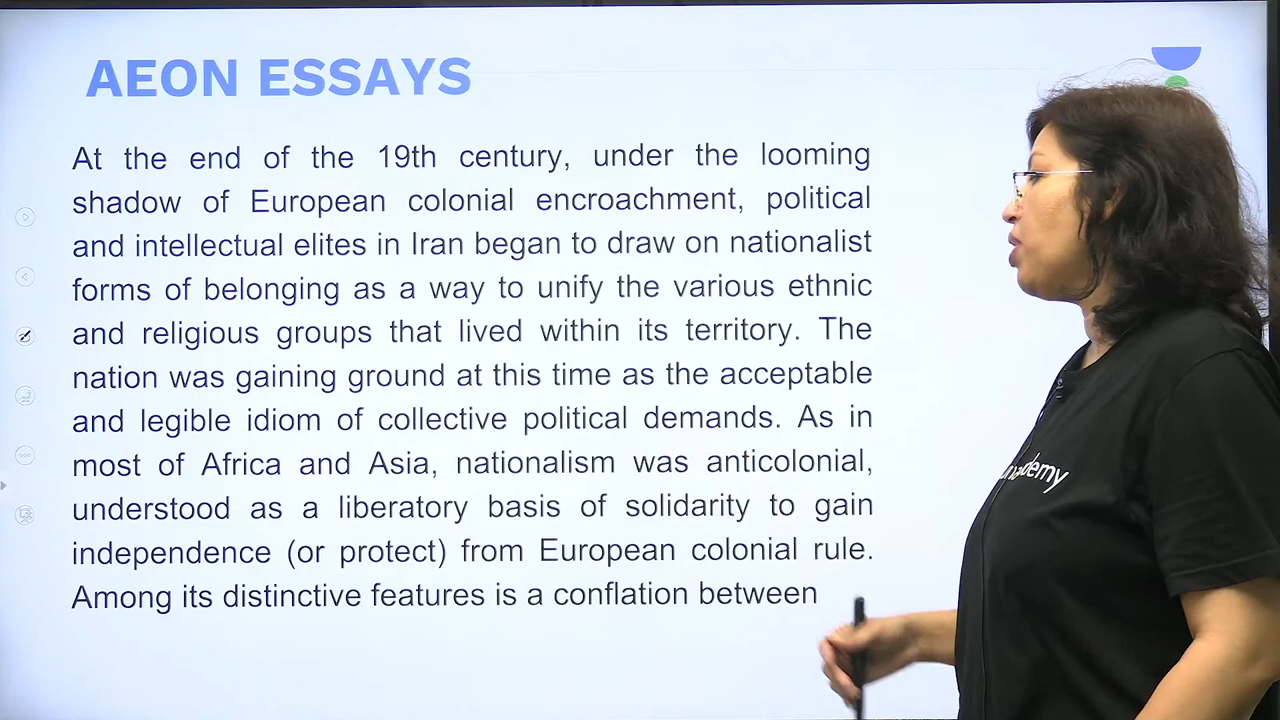 AEON ESSAYS
At the end of the 19th century, under the looming
shadow of European colonial encroachment, political
and intellectual elites in Iran began to draw on nationalist
forms of belonging as a way to unify the various ethnic
and religious groups that lived within its territory. The
nation was gaining ground at this time as the acceptable
and legible idiom of collective political demands. As in
most of Africa and Asia, nationalism was anticolonial,
understood as a liberatory basis of solidarity to gain
independence (or protect) from European colonial rule.
Among its distinctive features is a conflation between